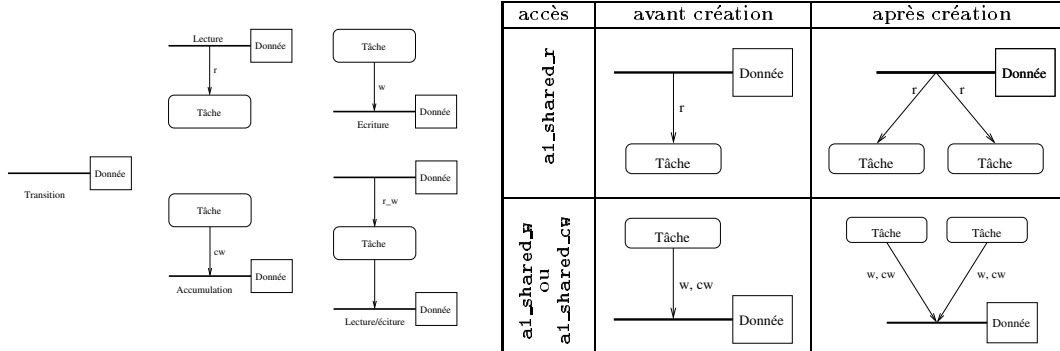 Lecture
Donnée
r
Tâche
Tâche
w
Donnée
Ecriture
Donnée
Transition
Tâche
cw
Donnée
Accumulation
Donnée
r_w
Tâche
Donnée
Lecture/éciture
accès
avant création
après création
a1_shared_r
Donnée
r
Tâche
Donnée
r
r
Tâche
Tâche
a1_shared_w
ou
a1_shared_cw
Tâche
w, cw
Donnée
Tâche
Tâche
w, cw
w, cw
Donnée